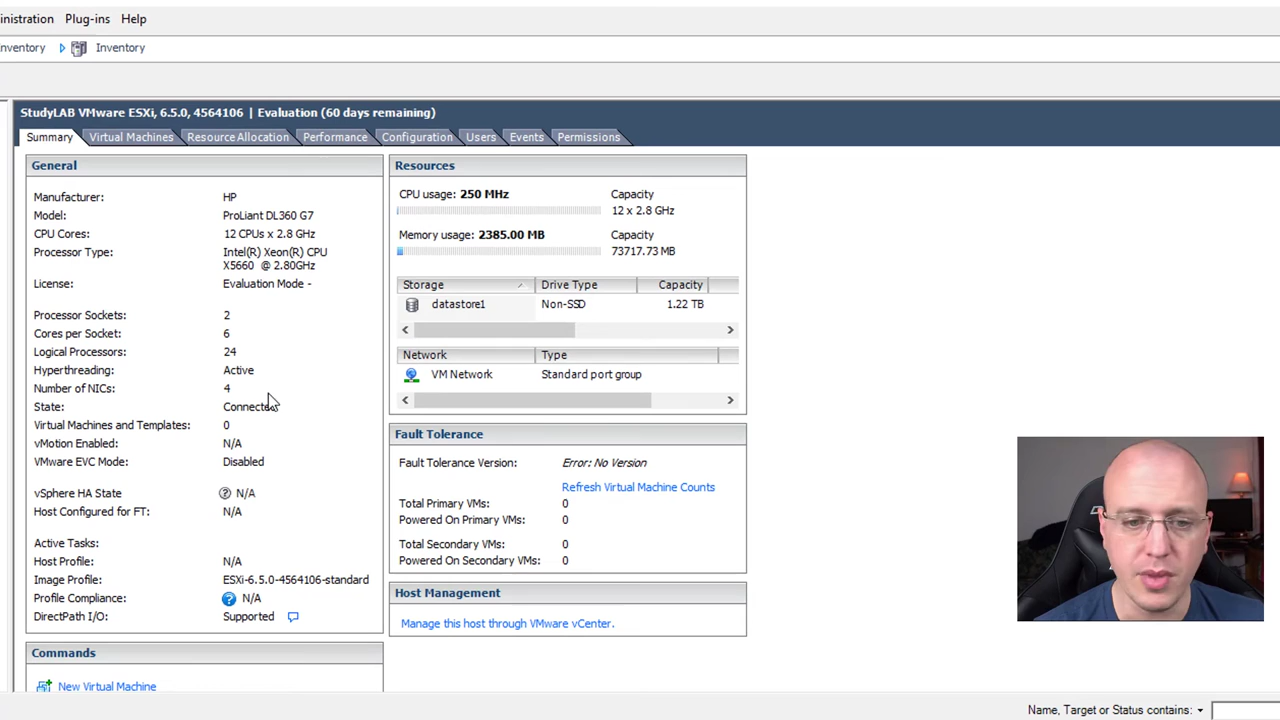 inistration Plug-ins Help
nventory Inventory
StudyLAB VMware ESXi, 6.5.0, 4564106 | Evaluation (60 days remaining)
Summary Virtual Machines Resource Allocation Performance Configuration Users Events Permissions
General
Manufacturer: HP
Model: ProLiant DL360 G7
CPU Cores: 12 CPUs x 2.8 GHz
Processor Type: Intel(R) Xeon(R) CPU
X5660 @ 2.80GHz
License: Evaluation Mode -
Processor Sockets: 2
Cores per Socket: 6
Logical Processors: 24
Hyperthreading: Active
Number of NICs: 4
State: Connected
Virtual Machines and Templates: 0
vMotion Enabled: N/A
VMware EVC Mode: Disabled
vSphere HA State N/A
Host Configured for FT: N/A
Active Tasks:
Host Profile: N/A
Image Profile: ESXi-6.5.0-4564106-standard
Profile Compliance: N/A
DirectPath I/O: Supported
Commands
New Virtual Machine
Resources
CPU usage: 250 MHz Capacity
12 x 2.8 GHz
Memory usage: 2385.00 MB Capacity
73717.73 MB
Storage Drive Type Capacity
datastore1 Non-SSD 1.22 TB
Network Type
VM Network Standard port group
Fault Tolerance
Fault Tolerance Version: Error: No Version
Refresh Virtual Machine Counts
Total Primary VMs: 0
Powered On Primary VMs: 0
Total Secondary VMs: 0
Powered On Secondary VMs: 0
Host Management
Manage this host through VMware vCenter.
Name, Target or Status contains: